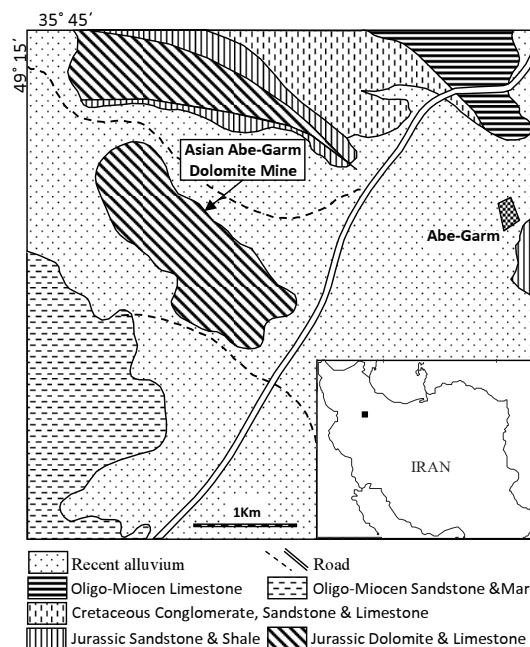 35° 45´
49° 15´
Asian Abe-Garm
Dolomite Mine
Abe-Garm
IRAN
1Km
Recent alluvium
Road
Oligo-Miocen Limestone
Oligo-Miocen Sandstone &Mar
Cretaceous Conglomerate, Sandstone & Limestone
Jurassic Sandstone & Shale
Jurassic Dolomite & Limestone